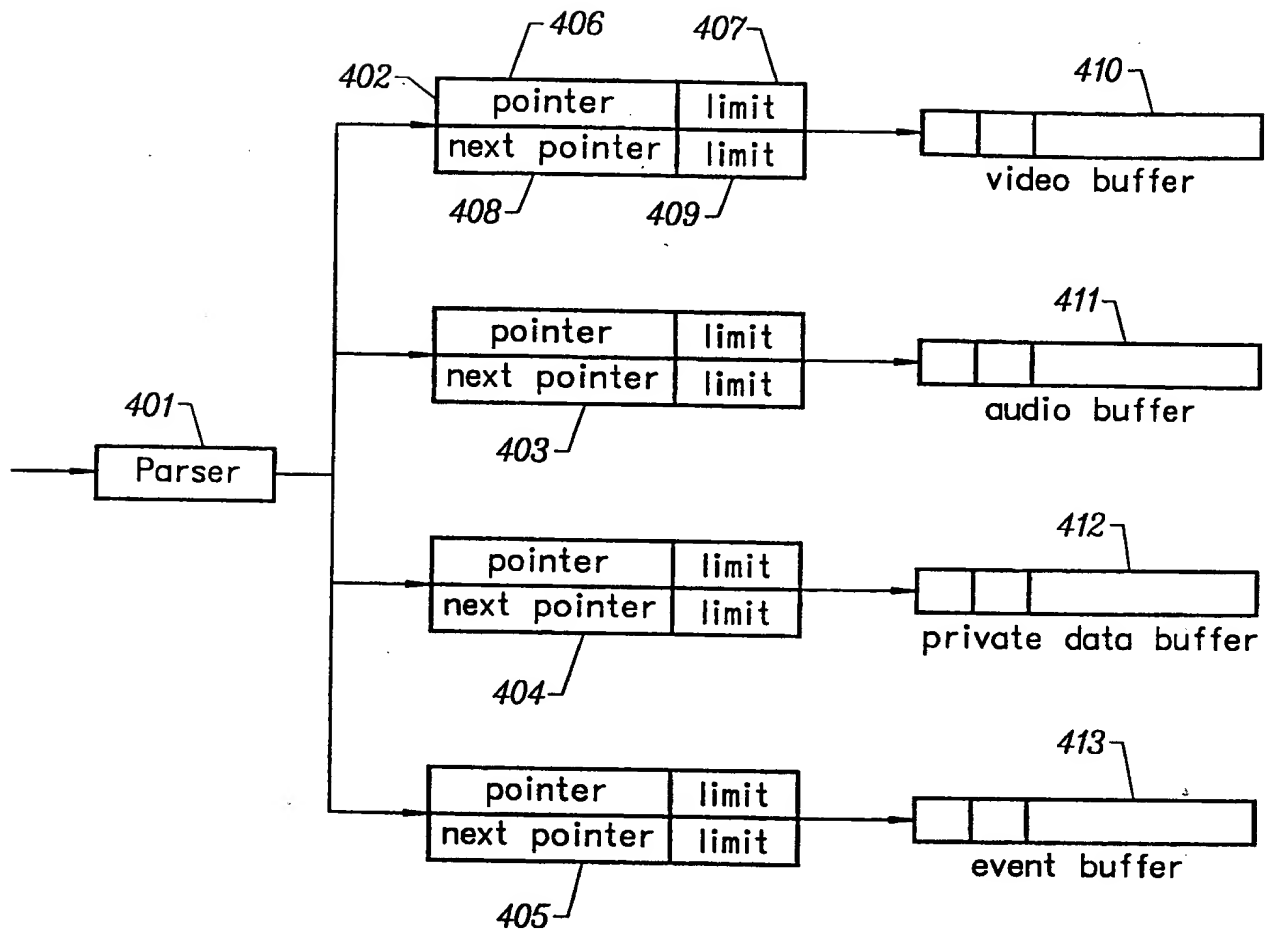 406
407
402
410
pointer limit
next pointer limit
video buffer
408
409
411
pointer limit
next pointer limit
audio buffer
401
403
Parser
412
pointer limit
next pointer limit
private data buffer
404
413
pointer limit
next pointer limit
event buffer
405